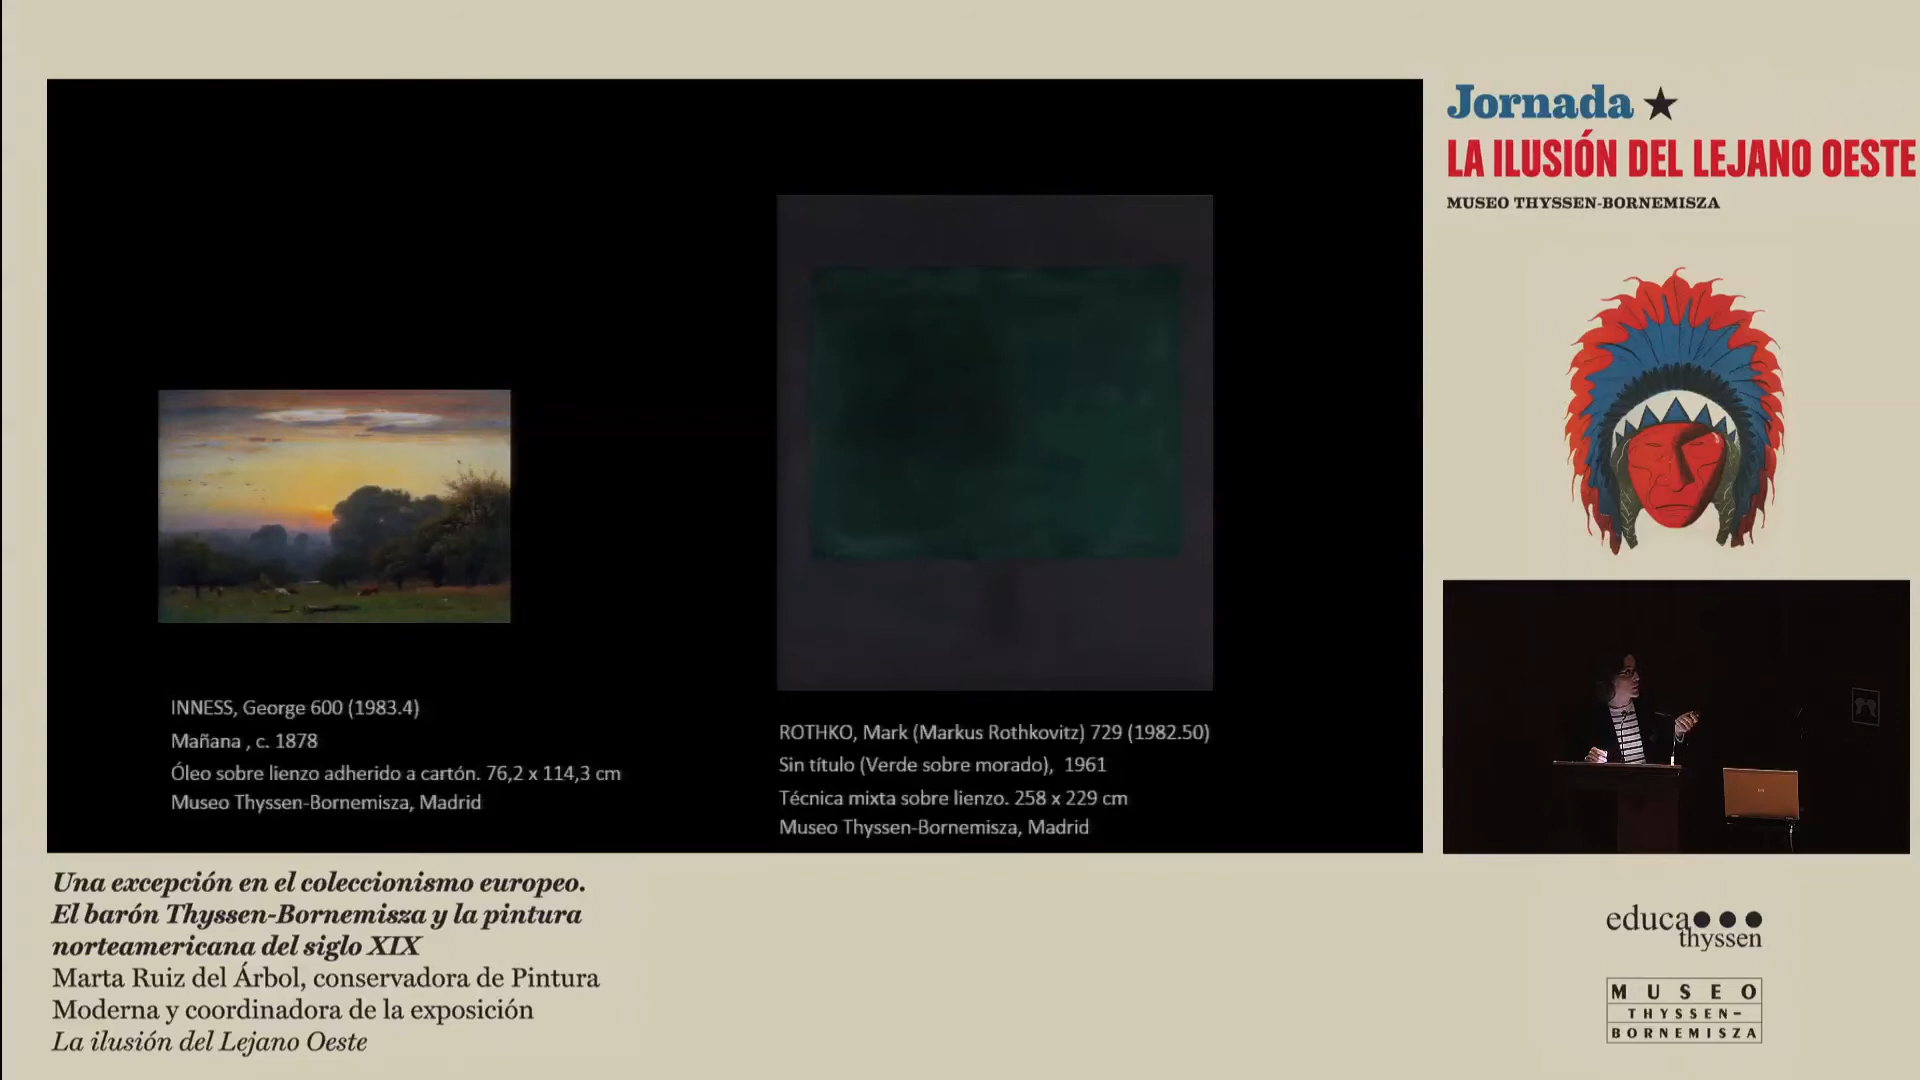 Jornada ★
LA ILUSIÓN DEL LEJANO OESTE
MUSEO THYSSEN-BORNEMISZA
INNESS, George 600 (1983.4)
Mañana , c. 1878
Óleo sobre lienzo adherido a cartón. 76,2 x 114,3 cm
Museo Thyssen-Bornemisza, Madrid
ROTHKO, Mark (Markus Rothkovitz) 729 (1982.50)
Sin título (Verde sobre morado), 1961
Técnica mixta sobre lienzo. 258 x 229 cm
Museo Thyssen-Bornemisza, Madrid
Una excepción en el coleccionismo europeo.
El barón Thyssen-Bornemisza y la pintura
norteamericana del siglo XIX
Marta Ruiz del Árbol, conservadora de Pintura
Moderna y coordinadora de la exposición
La ilusión del Lejano Oeste
educa
thyssen
MUSEO
THYSSEN-
BORNEMISZA